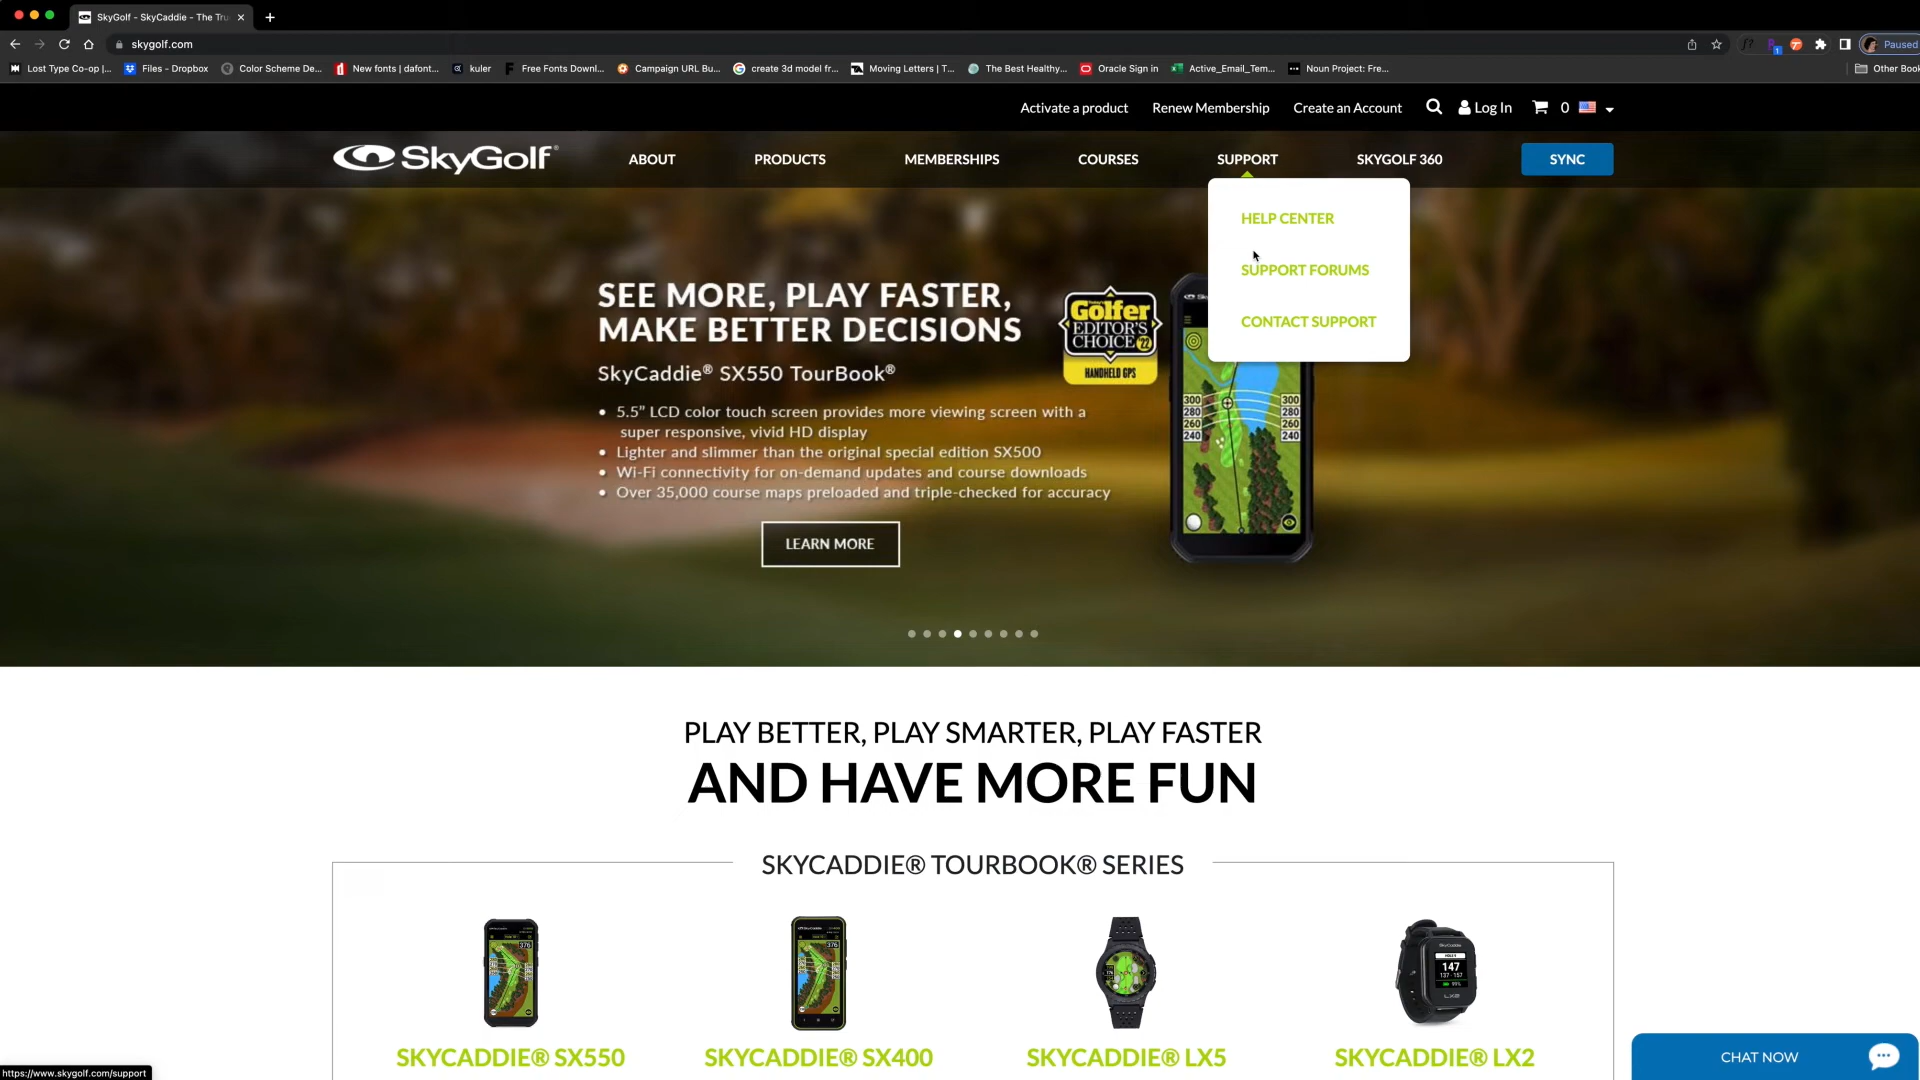 SkyGolf - SkyCaddie - The Tru
skygolf.com
Paused
Lost Type Co-op |... Files - Dropbox Color Scheme De... New fonts | dafont... kuler Free Fonts Downl... Campaign URL Bu... create 3d model fr... Moving Letters | T... The Best Healthy... Oracle Sign in Active_Email_Tem... Noun Project: Fre... Other Book
Activate a product Renew Membership Create an Account Log In 0
SkyGolf® ABOUT PRODUCTS MEMBERSHIPS COURSES SUPPORT SKYGOLF 360 SYNC
HELP CENTER
SUPPORT FORUMS
CONTACT SUPPORT
SEE MORE, PLAY FASTER,
MAKE BETTER DECISIONS
SkyCaddie® SX550 TourBook®
• 5.5” LCD color touch screen provides more viewing screen with a
super responsive, vivid HD display
• Lighter and slimmer than the original special edition SX500
• Wi-Fi connectivity for on-demand updates and course downloads
• Over 35,000 course maps preloaded and triple-checked for accuracy
LEARN MORE
Golfer
EDITOR'S
CHOICE 22
HANDHELD GPS
300 300
280 280
260 260
240 240
PLAY BETTER, PLAY SMARTER, PLAY FASTER
AND HAVE MORE FUN
SKYCADDIE® TOURBOOK® SERIES
376
376
SkyCaddie
147
137 · 157
99%
LX2
SKYCADDIE® SX550 SKYCADDIE® SX400 SKYCADDIE® LX5 SKYCADDIE® LX2
CHAT NOW
https://www.skygolf.com/support